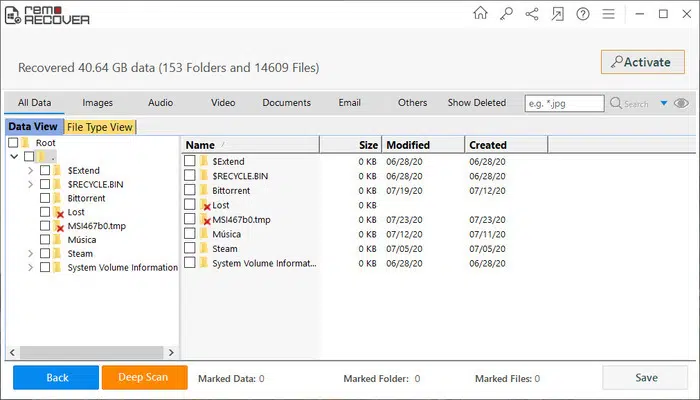 remo
RECOVER
Recovered 40.64 GB data (153 Folders and 14609 Files)
Activate
All Data Images Audio Video Documents Email Others Show Deleted e.g. *.jpg Search
Data View File Type View
Root
.
$Extend
$RECYCLE.BIN
Bittorrent
Lost
MSI467b0.tmp
Música
Steam
System Volume Information
Name / Size Modified Created
$Extend 0 KB 06/28/20 06/28/20
$RECYCLE.BIN 0 KB 06/28/20 06/28/20
Bittorrent 0 KB 07/19/20 07/12/20
Lost 0 KB
MSI467b0.tmp 0 KB 07/23/20 07/23/20
Música 0 KB 07/12/20 07/11/20
Steam 0 KB 07/05/20 07/05/20
System Volume Informat... 0 KB 06/28/20 06/28/20
Back Deep Scan Marked Data: 0 Marked Folder: 0 Marked Files: 0 Save